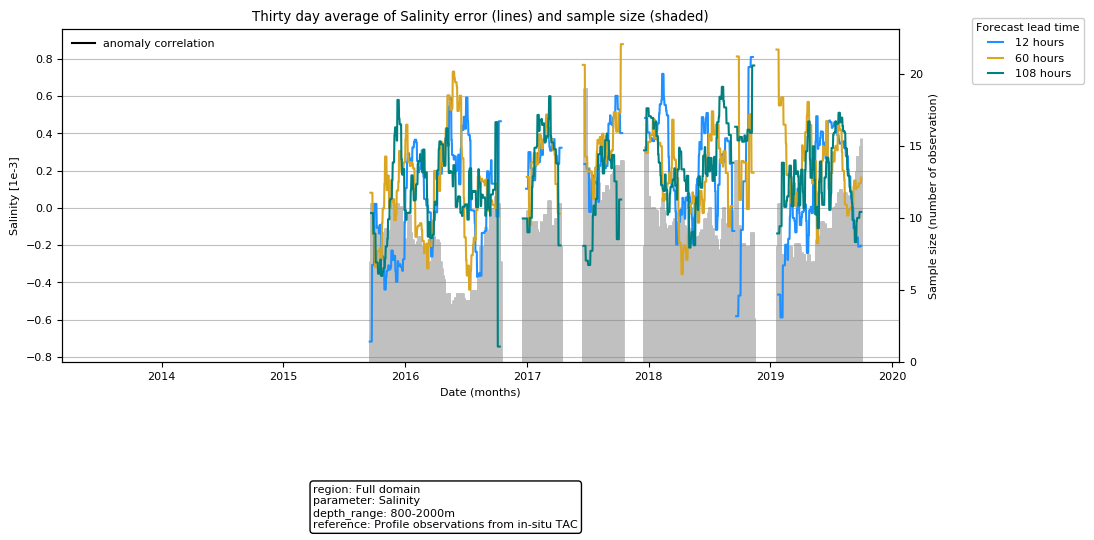 Thirty day average of Salinity error (lines) and sample size (shaded)
Forecast lead time
12 hours
60 hours
108 hours
anomaly correlation
Salinity [1e-3]
0.8
0.6
0.4
0.2
0.0
−0.2
−0.4
−0.6
−0.8
20
15
10
5
0
Sample size (number of observation)
2014 2015 2016 2017 2018 2019 2020
Date (months)
region: Full domain
parameter: Salinity
depth_range: 800-2000m
reference: Profile observations from in-situ TAC